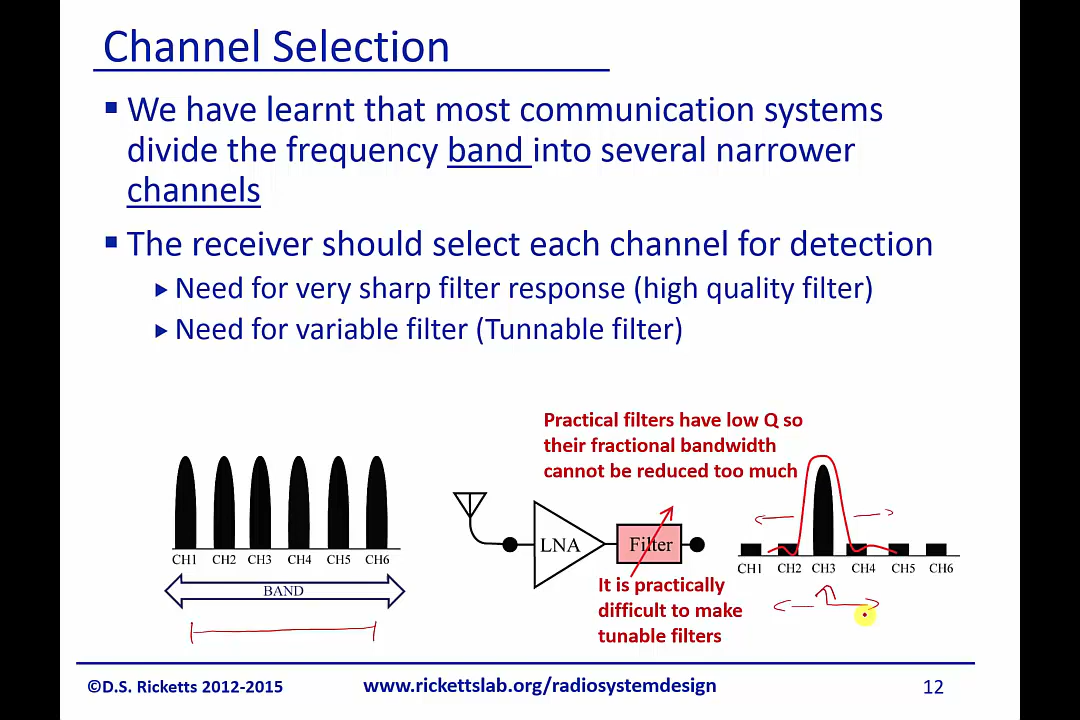 Channel Selection
We have learnt that most communication systems
divide the frequency band into several narrower
channels
The receiver should select each channel for detection
Need for very sharp filter response (high quality filter)
Need for variable filter (Tunnable filter)
Practical filters have low Q so
their fractional bandwidth
cannot be reduced too much
CH1 CH2 CH3 CH4 CH5 CH6
BAND
LNA
Filter
It is practically
difficult to make
tunable filters
CH1 CH2 CH3 CH4 CH5 CH6
©D.S. Ricketts 2012-2015
www.rickettslab.org/radiosystemdesign
12